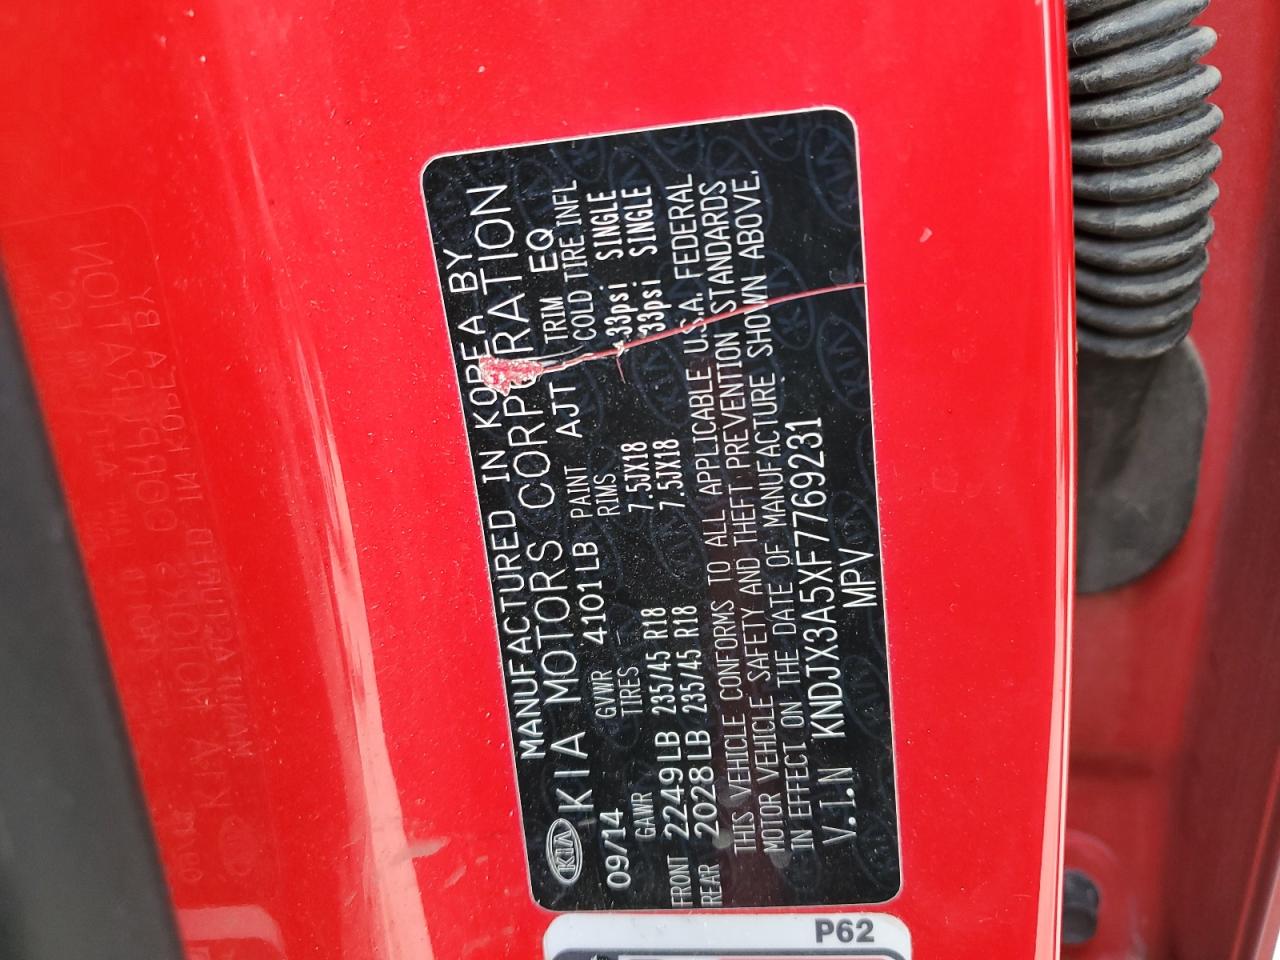 MANUFACTURED IN KOREA BY
KIA KIA MOTORS CORPORATION
09/14 GVWR 4101LB PAINT AJT TRIM EQ
GAWR TIRES RIMS COLD TIRE INFL
FRONT 2249LB 235/45 R18 7.5JX18 33psi SINGLE
REAR 2028LB 235/45 R18 7.5JX18 33psi SINGLE
THIS VEHICLE CONFORMS TO ALL APPLICABLE U.S.A. FEDERAL
MOTOR VEHICLE SAFETY AND THEFT PREVENTION STANDARDS
IN EFFECT ON THE DATE OF MANUFACTURE SHOWN ABOVE.
V.I.N KNDJX3A5XF7769231
MPV
P62